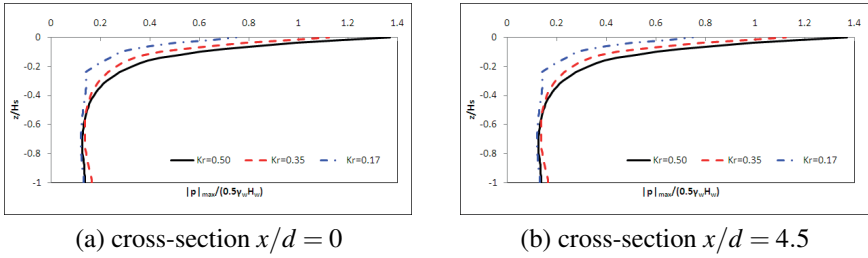 0 0.2 0.4 0.6 0.8 1 1.2 1.4
0
-0.2
-0.4
-0.6
-0.8
-1
z/Hs
Kr=0.50 Kr=0.35 Kr=0.17
|p|max/(0.5γwHw)
(a) cross-section x/d = 0
0 0.2 0.4 0.6 0.8 1 1.2 1.4
0
-0.2
-0.4
-0.6
-0.8
-1
z/Hs
Kr=0.50 Kr=0.35 Kr=0.17
|p|max/(0.5γwHw)
(b) cross-section x/d = 4.5